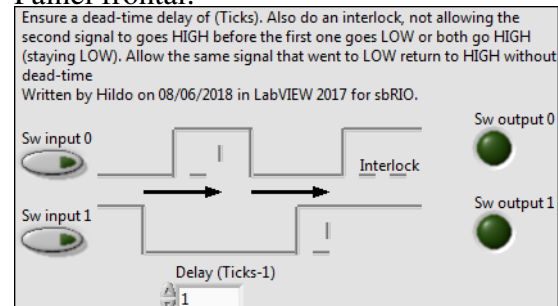 Painel frontal:
Ensure a dead-time delay of (Ticks). Also do an interlock, not allowing the
second signal to goes HIGH before the first one goes LOW or both go HIGH
(staying LOW). Allow the same signal that went to LOW return to HIGH without
dead-time
Written by Hildo on 08/06/2018 in LabVIEW 2017 for sbRIO.
Sw output 0
Sw input 0
Interlock
Sw output 1
Sw input 1
Delay (Ticks-1)
1